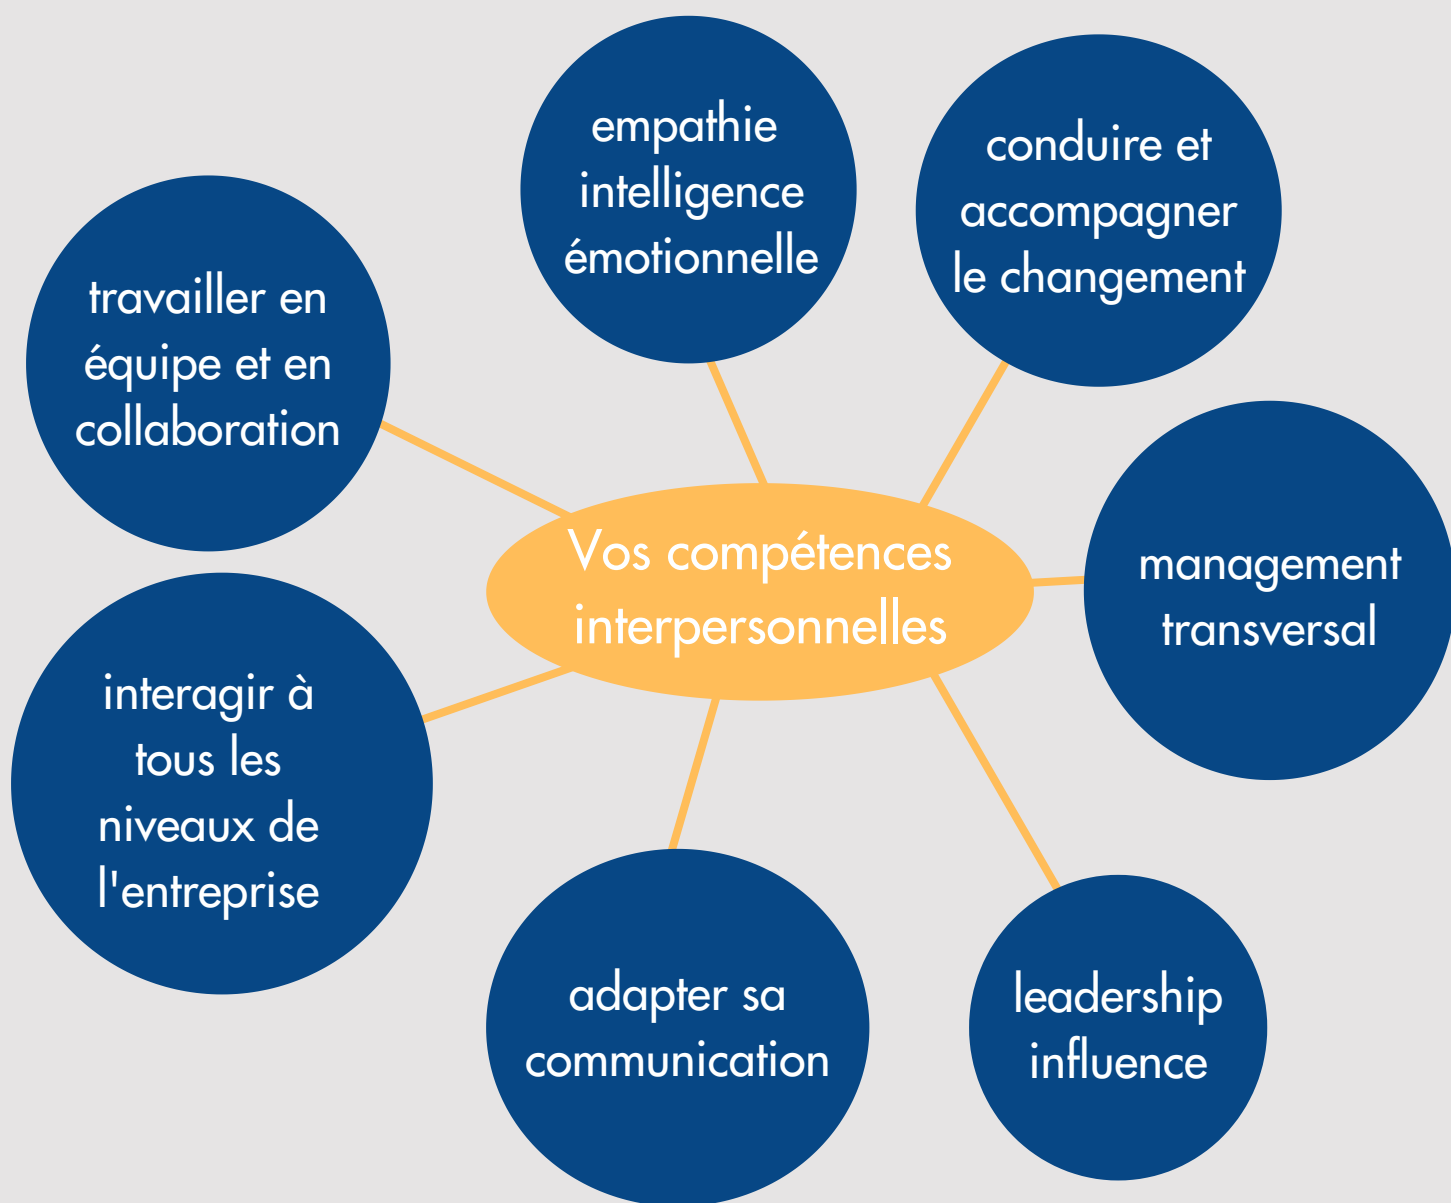 empathie
intelligence
émotionnelle
conduire et
accompagner
le changement
travailler en
équipe et en
collaboration
Vos compétences
interpersonnelles
management
transversal
interagir à
tous les
niveaux de
l'entreprise
adapter sa
communication
leadership
influence